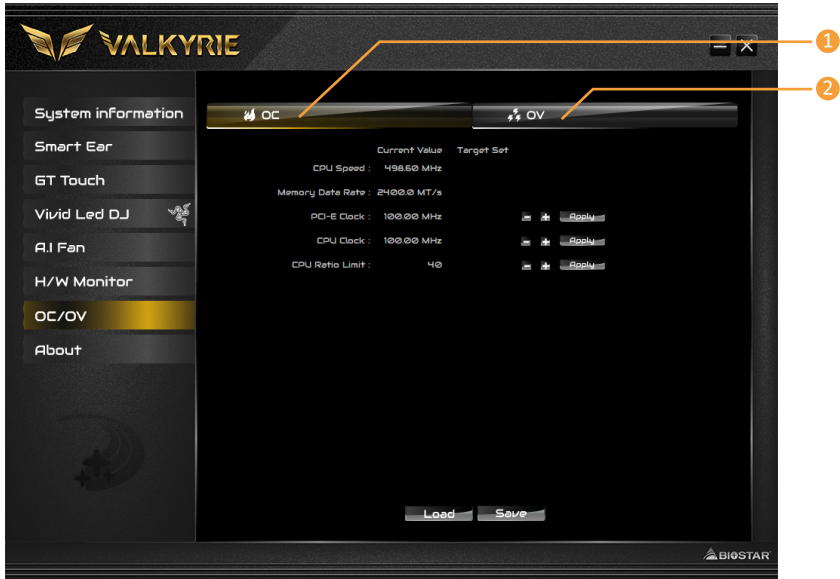 VALKYRIE
1
2
System information
Smart Ear
GT Touch
Vivid Led DJ
A.I Fan
H/W Monitor
OC/OV
About
OC
OV
Current Value Target Set
CPU Speed : 498.60 MHz
Memory Data Rate : 2400.0 MT/s
PCI-E Clock : 100.00 MHz - + Apply
CPU Clock : 100.00 MHz - + Apply
CPU Ratio Limit : 40 - + Apply
Load Save
BIOSTAR